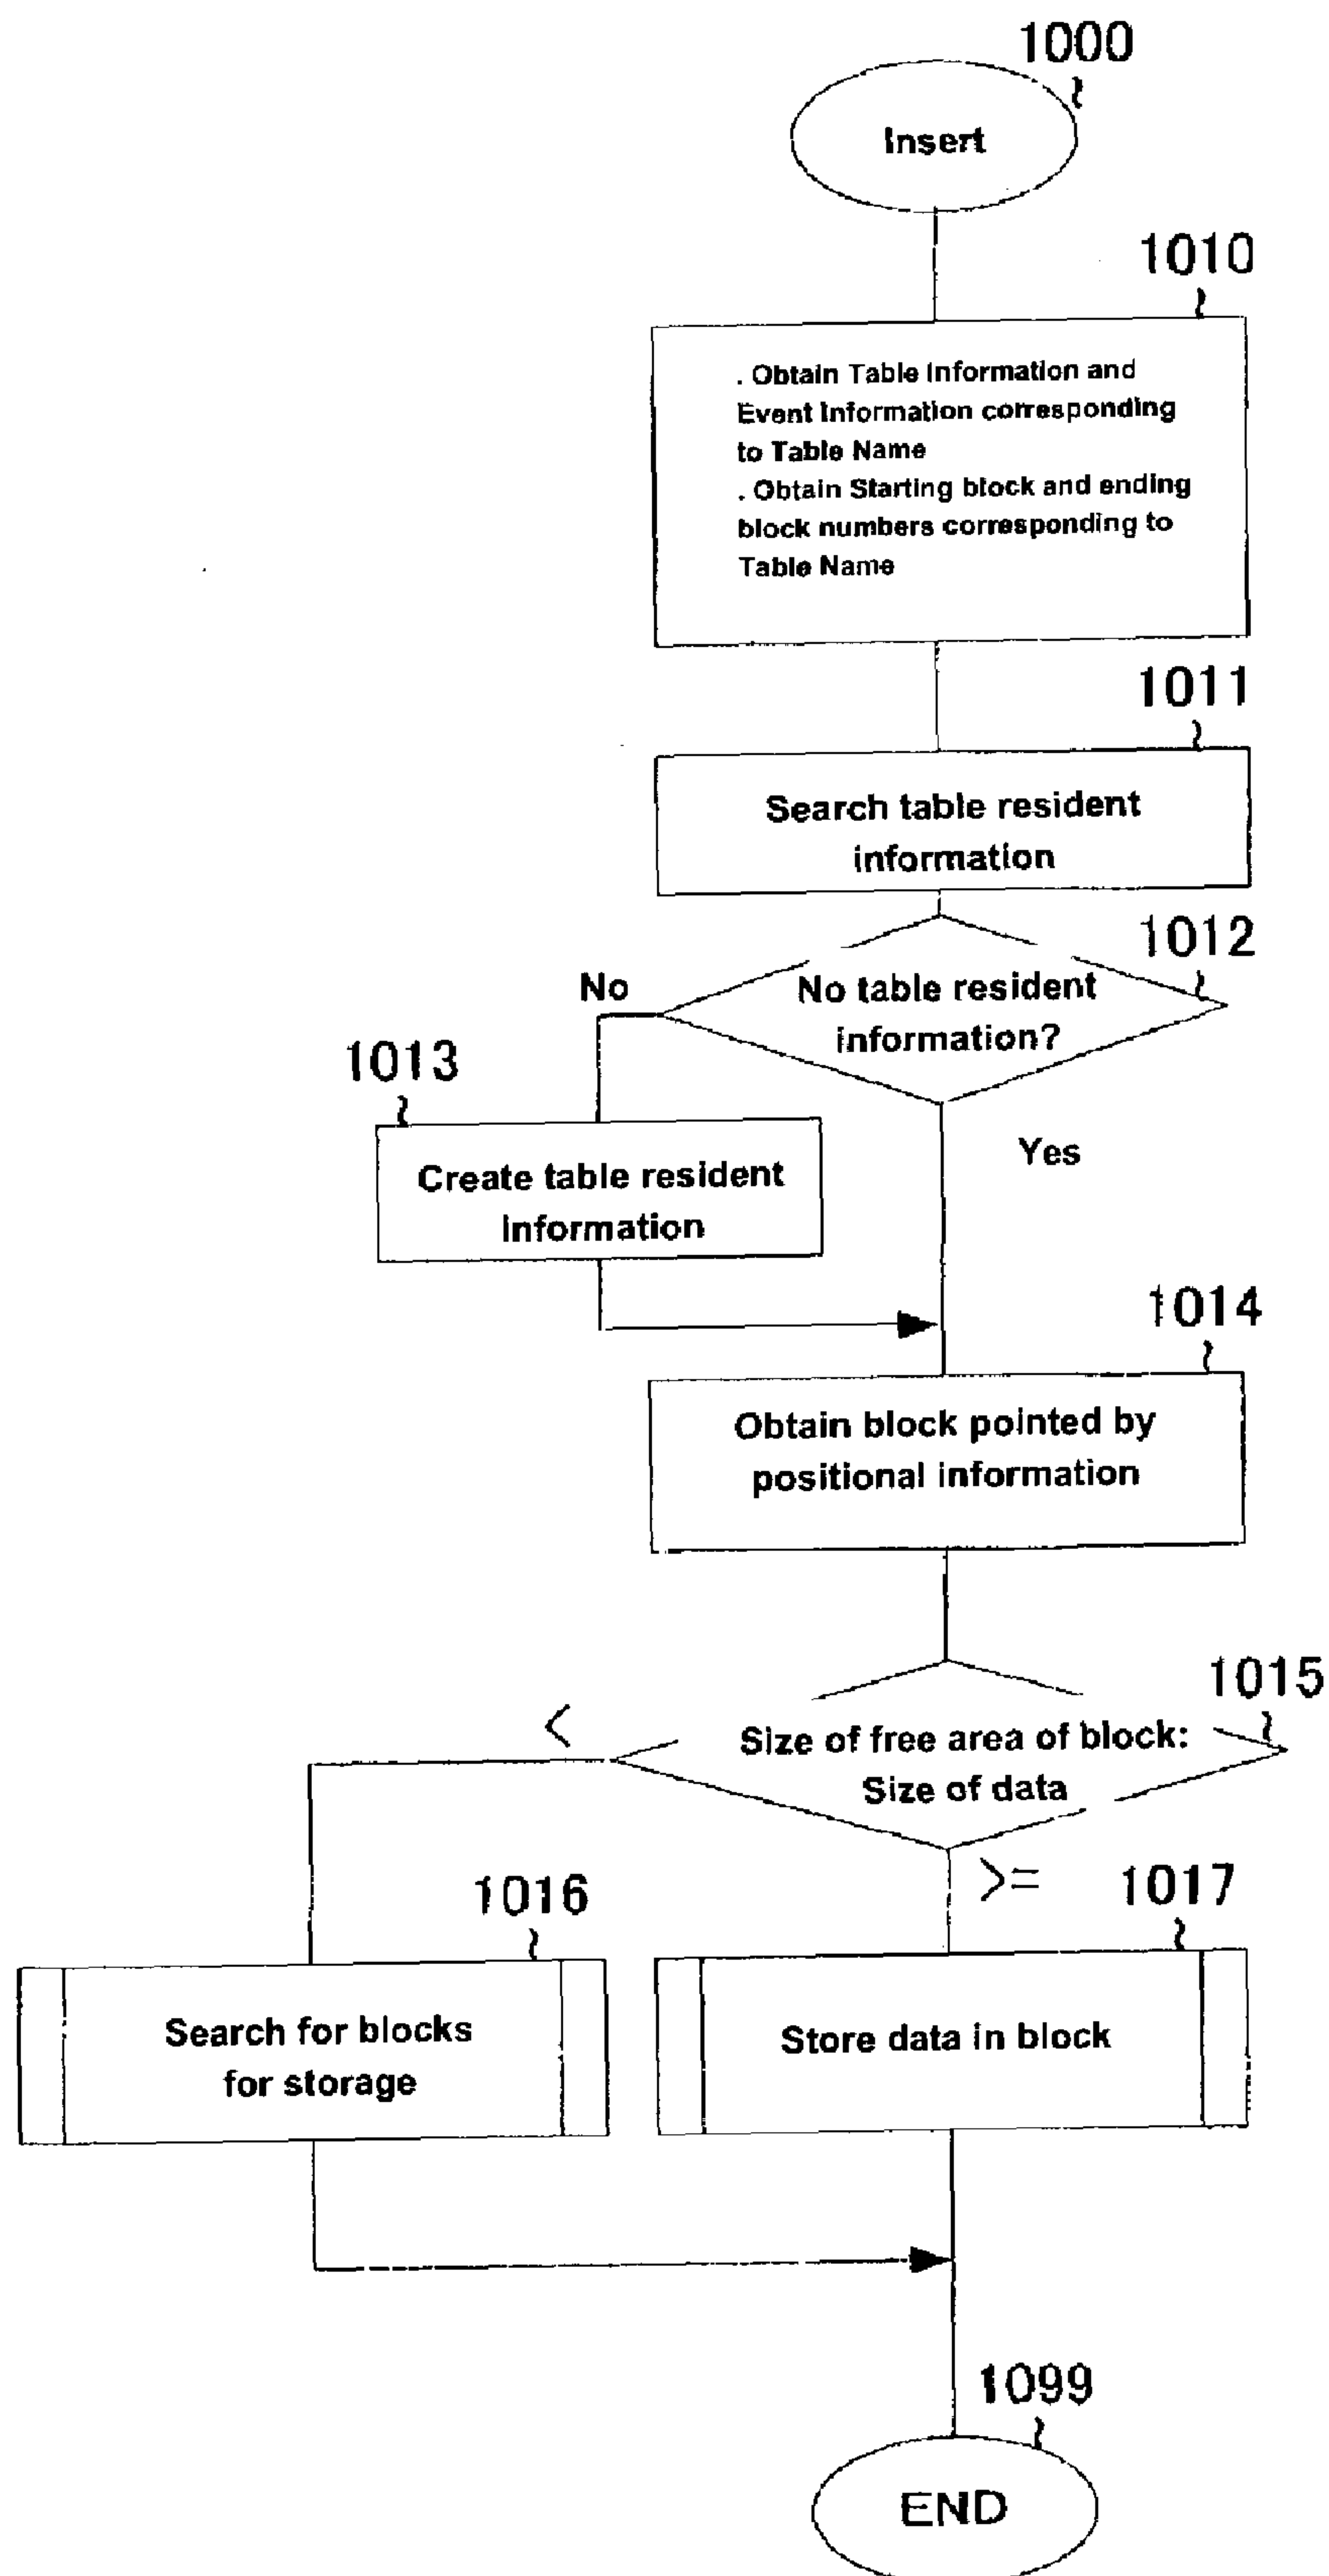 1000
Insert
1010
. Obtain Table Information and
Event Information corresponding
to Table Name
. Obtain Starting block and ending
block numbers corresponding to
Table Name
1011
Search table resident
information
1012
No
No table resident
information?
1013
Create table resident
Information
Yes
1014
Obtain block pointed by
positional information
1015
<
Size of free area of block:
Size of data
>=
1016
1017
Search for blocks
for storage
Store data in block
1099
END